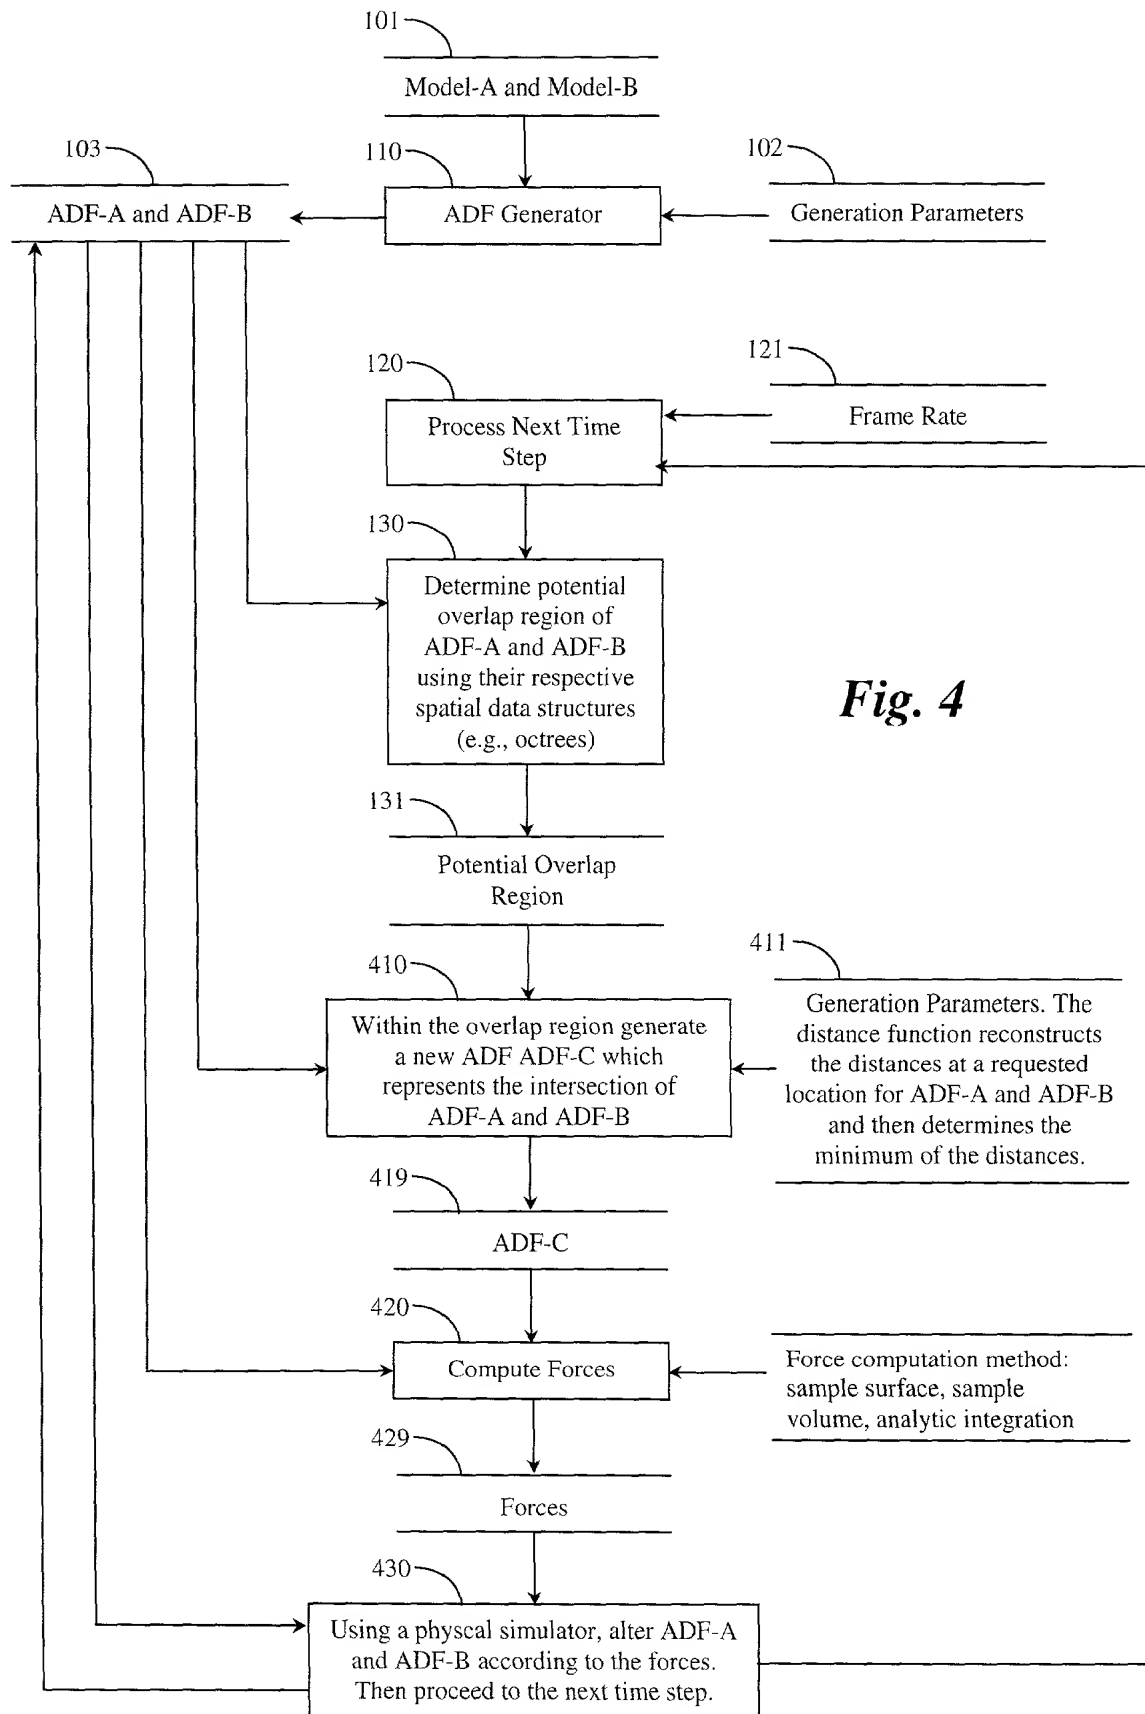 101
Model-A and Model-B
103
110
102
ADF-A and ADF-B
ADF Generator
Generation Parameters
120
121
Process Next Time
Step
Frame Rate
130
Determine potential
overlap region of
ADF-A and ADF-B
using their respective
spatial data structures
(e.g., octrees)
Fig. 4
131
Potential Overlap
Region
410
Within the overlap region generate
a new ADF ADF-C which
represents the intersection of
ADF-A and ADF-B
411
Generation Parameters. The
distance function reconstructs
the distances at a requested
location for ADF-A and ADF-B
and then determines the
minimum of the distances.
419
ADF-C
420
Compute Forces
Force computation method:
sample surface, sample
volume, analytic integration
429
Forces
430
Using a physcal simulator, alter ADF-A
and ADF-B according to the forces.
Then proceed to the next time step.